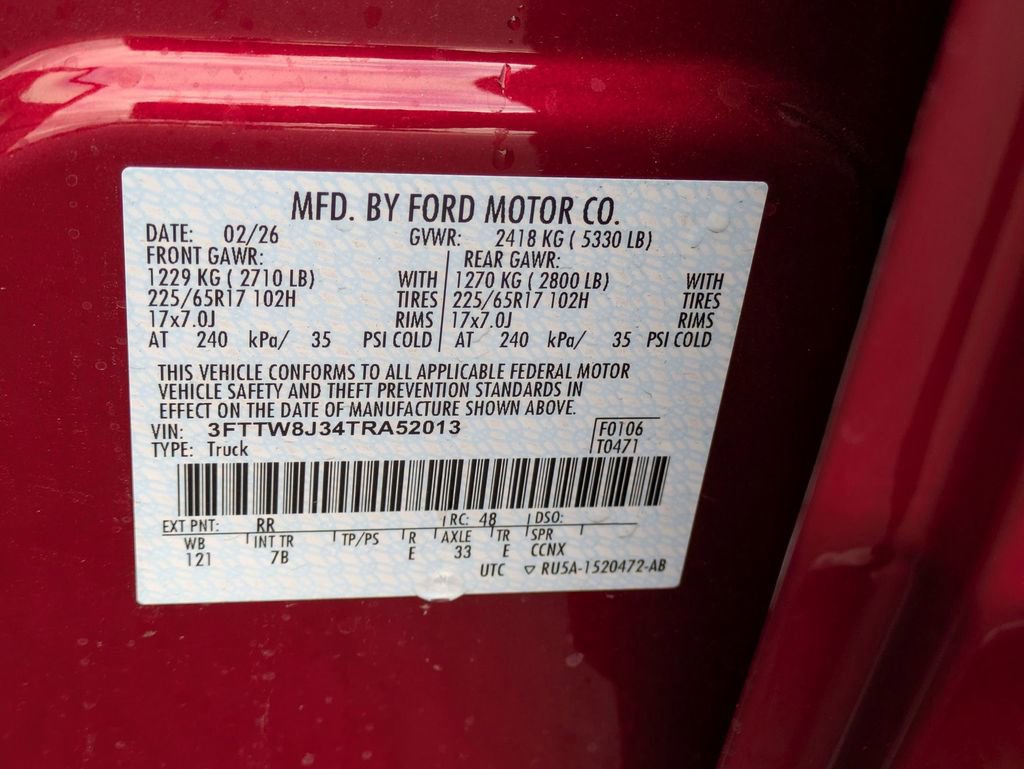 MFD. BY FORD MOTOR CO.
DATE: 02/26 GVWR: 2418 KG ( 5330 LB)
FRONT GAWR: REAR GAWR:
1229 KG ( 2710 LB) WITH 1270 KG ( 2800 LB) WITH
225/65R17 102H TIRES 225/65R17 102H TIRES
17x7.0J RIMS 17x7.0J RIMS
AT 240 kPa/ 35 PSI COLD AT 240 kPa/ 35 PSI COLD
THIS VEHICLE CONFORMS TO ALL APPLICABLE FEDERAL MOTOR
VEHICLE SAFETY AND THEFT PREVENTION STANDARDS IN
EFFECT ON THE DATE OF MANUFACTURE SHOWN ABOVE.
VIN: 3FTTW8J34TRA52013 F0106
TYPE: Truck T0471
EXT PNT: RR RC: 48 DSO:
WB INT TR TP/PS R AXLE TR SPR
121 7B E 33 E CCNX
UTC ▽ RU5A-1520472-AB